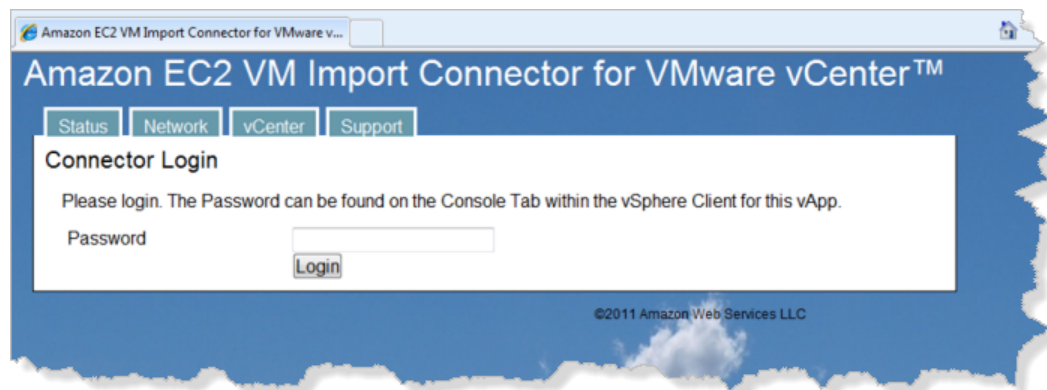 Amazon EC2 VM Import Connector for VMware v...
Amazon EC2 VM Import Connector for VMware vCenter™
Status Network vCenter Support
Connector Login
Please login. The Password can be found on the Console Tab within the vSphere Client for this vApp.
Password
Login
©2011 Amazon Web Services LLC